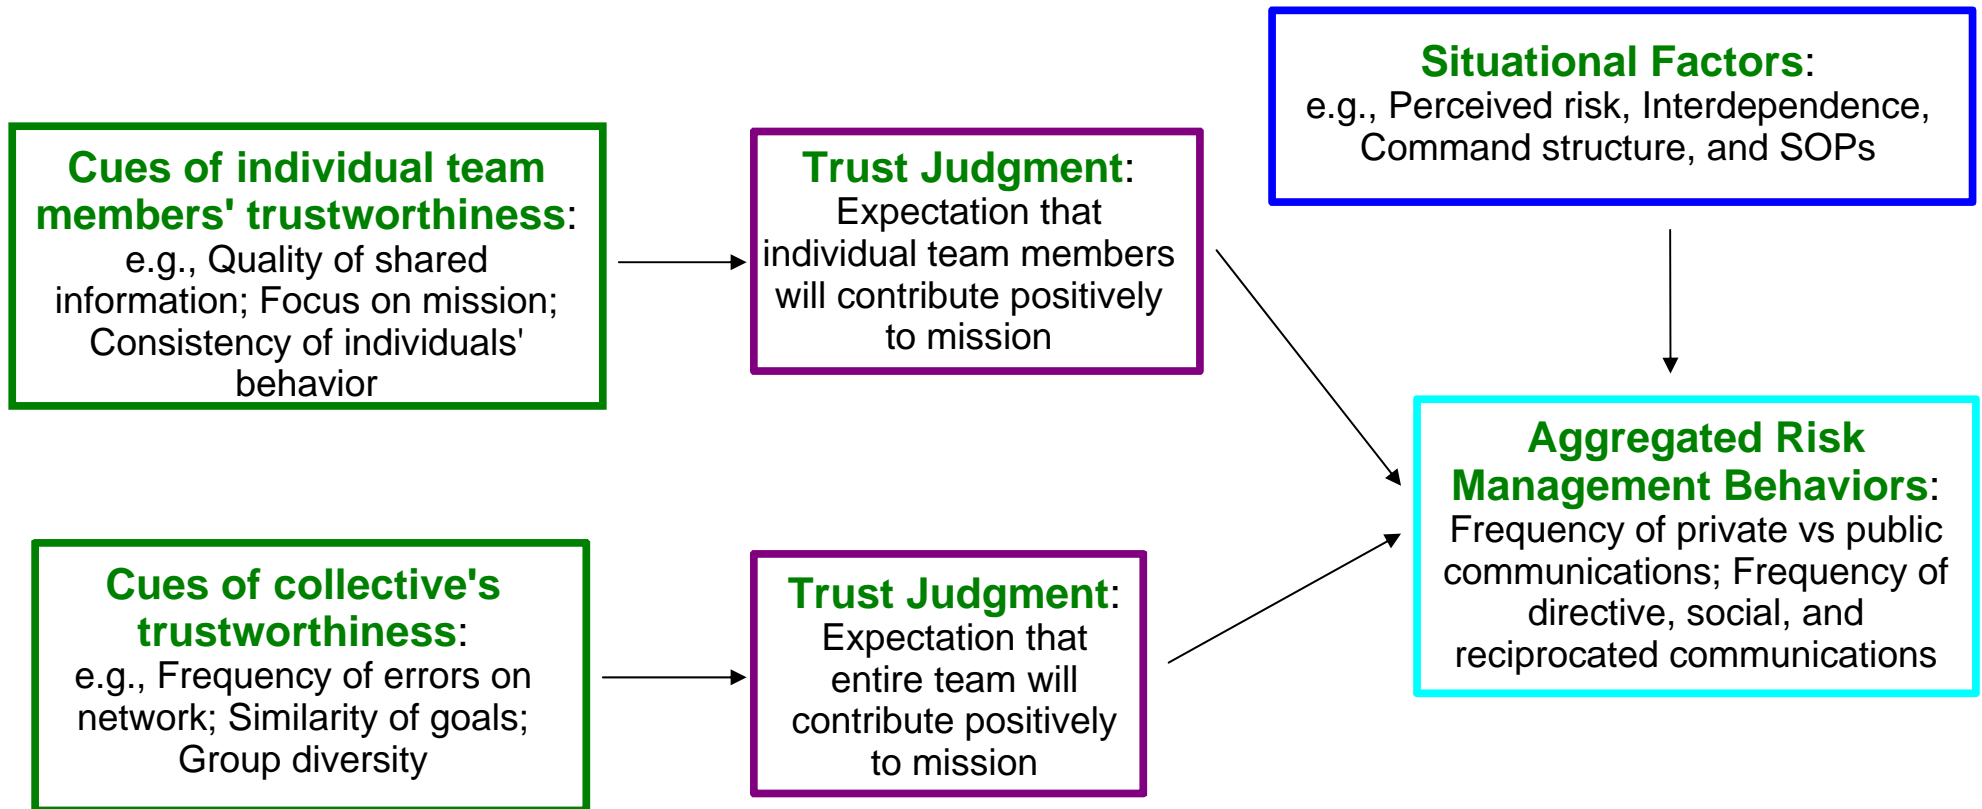 Situational Factors:
e.g., Perceived risk, Interdependence,
Command structure, and SOPs
Cues of individual team
members' trustworthiness:
e.g., Quality of shared
information; Focus on mission;
Consistency of individuals'
behavior
Trust Judgment:
Expectation that
individual team members
will contribute positively
to mission
Aggregated Risk
Management Behaviors:
Frequency of private vs public
communications; Frequency of
directive, social, and
reciprocated communications
Cues of collective's
trustworthiness:
e.g., Frequency of errors on
network; Similarity of goals;
Group diversity
Trust Judgment:
Expectation that
entire team will
contribute positively
to mission